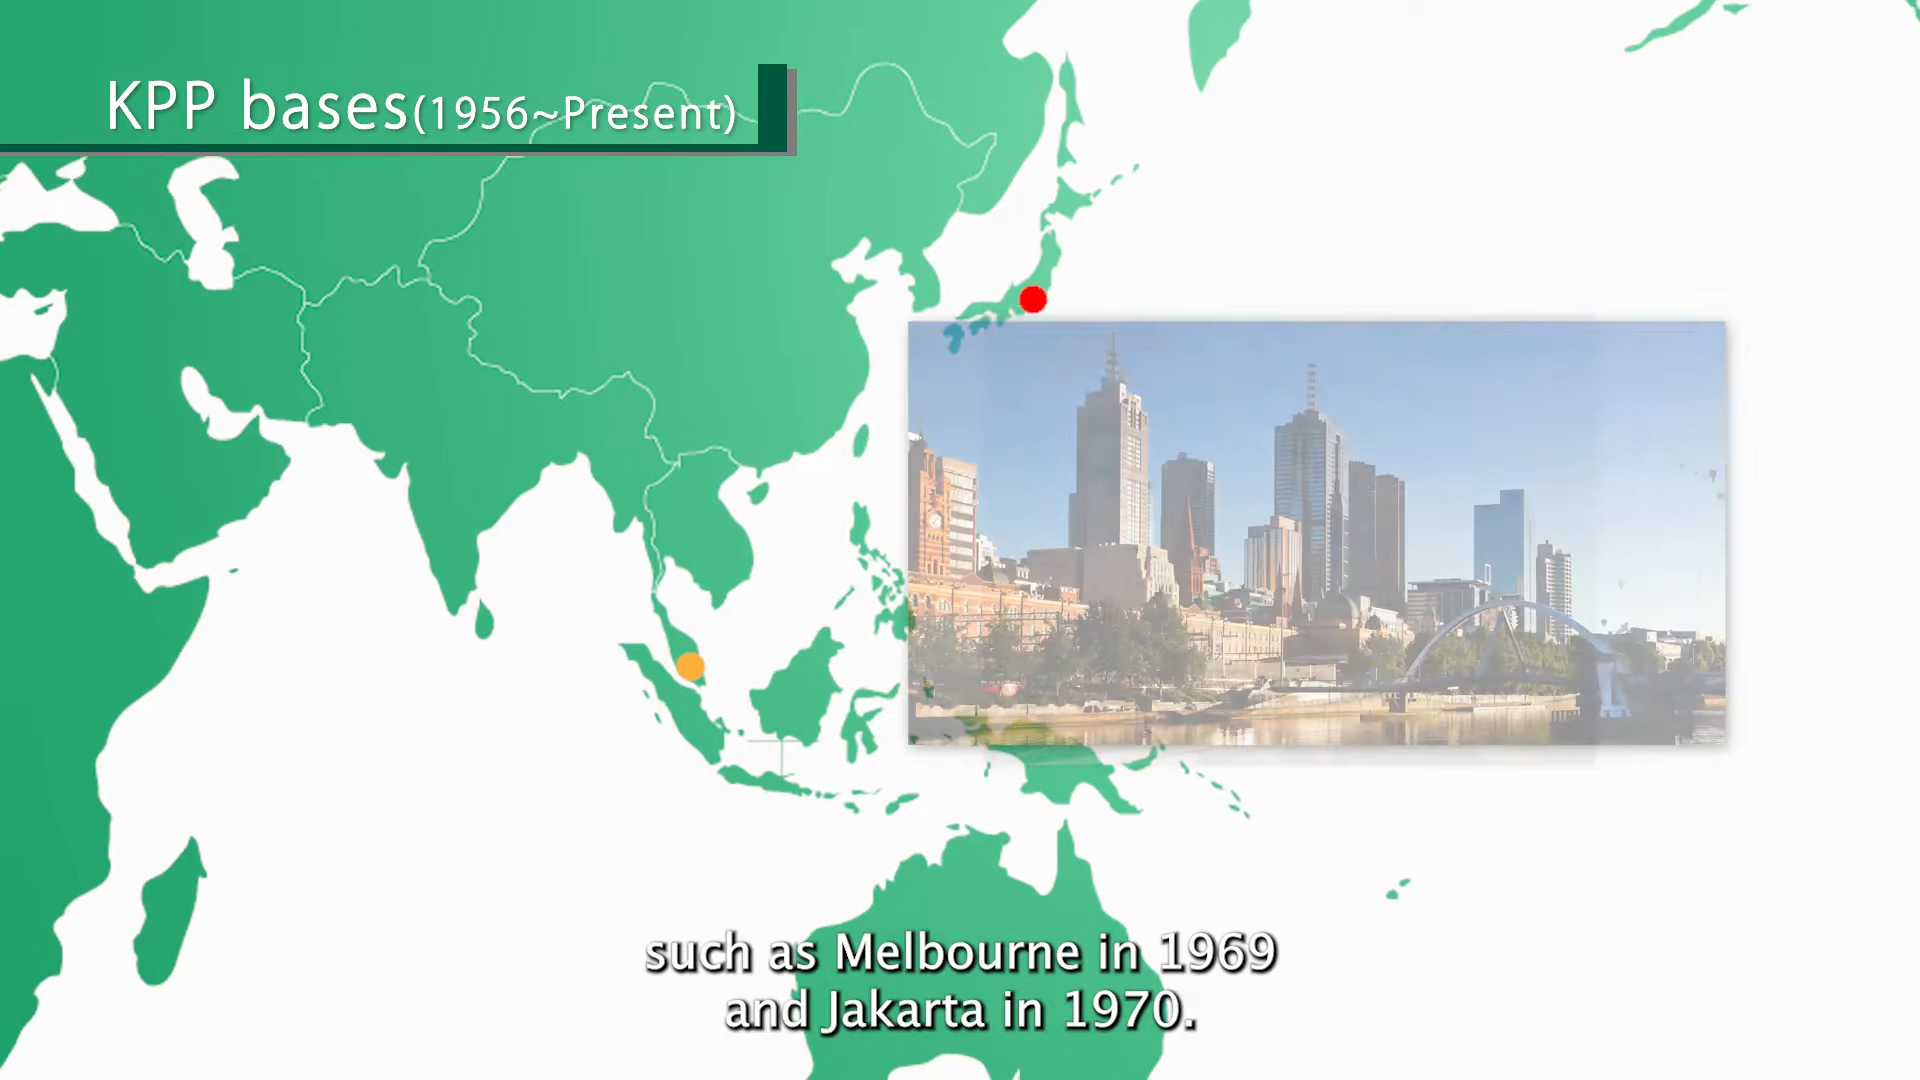 KPP bases(1956~Present)
such as Melbourne in 1969
and Jakarta in 1970.